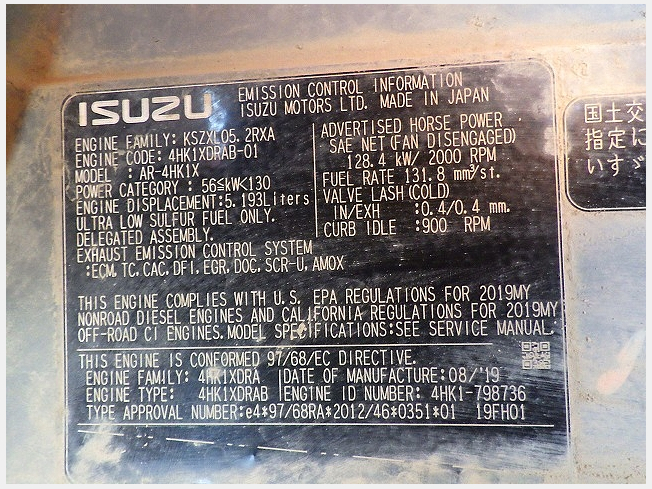 ISUZU
EMISSION CONTROL INFORMATION
ISUZU MOTORS LTD. MADE IN JAPAN
ENGINE FAMILY: KSZXL05.2RXA
ENGINE CODE: 4HK1XDRAB-01
MODEL : AR-4HK1X
POWER CATEGORY : 56≦kW<130
ENGINE DISPLACEMENT:5.193Liters
ULTRA LOW SULFUR FUEL ONLY.
DELEGATED ASSEMBLY.
EXHAUST EMISSION CONTROL SYSTEM
:ECM, TC, CAC, DFI, EGR, DOC, SCR-U, AMOX
ADVERTISED HORSE POWER
SAE NET (FAN DISENGAGED)
128.4 kW/ 2000 RPM
FUEL RATE 131.8 mm³/st.
VALVE LASH (COLD)
IN/EXH :0.4/0.4 mm.
CURB IDLE :900 RPM
THIS ENGINE COMPLIES WITH U.S. EPA REGULATIONS FOR 2019MY
NONROAD DIESEL ENGINES AND CALIFORNIA REGULATIONS FOR 2019MY
OFF-ROAD CI ENGINES. MODEL SPECIFICATIONS:SEE SERVICE MANUAL.
THIS ENGINE IS CONFORMED 97/68/EC DIRECTIVE.
ENGINE FAMILY: 4HK1XDRA DATE OF MANUFACTURE:08/'19
ENGINE TYPE: 4HK1XDRAB ENGINE ID NUMBER: 4HK1-798736
TYPE APPROVAL NUMBER:e4*97/68RA*2012/46*0351*01 19FH01
国土交
指定に
いすゞ